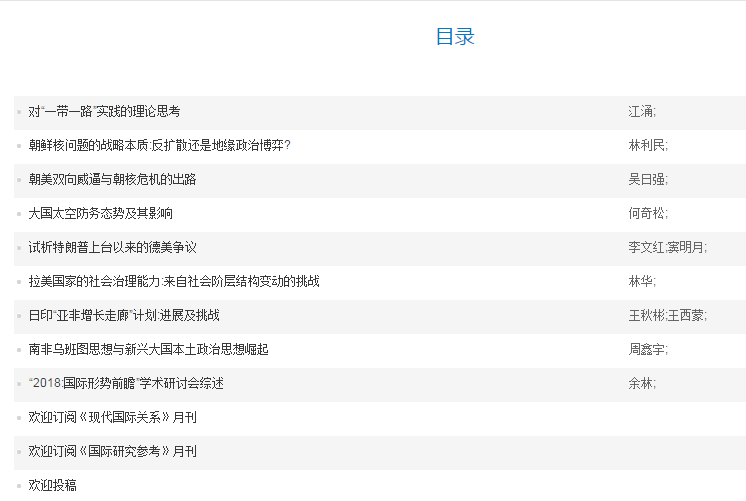 目录
对“一带一路”实践的理论思考 江涌;
朝鲜核问题的战略本质:反扩散还是地缘政治博弈? 林利民;
朝美双向威逼与朝核危机的出路 吴日强;
大国太空防务态势及其影响 何奇松;
试析特朗普上台以来的德美争议 李文红;窦明月;
拉美国家的社会治理能力:来自社会阶层结构变动的挑战 林华;
日印“亚非增长走廊”计划:进展及挑战 王秋彬;王西蒙;
南非乌班图思想与新兴大国本土政治思想崛起 周鑫宇;
“2018:国际形势前瞻”学术研讨会综述 余林;
欢迎订阅《现代国际关系》月刊
欢迎订阅《国际研究参考》月刊
欢迎投稿